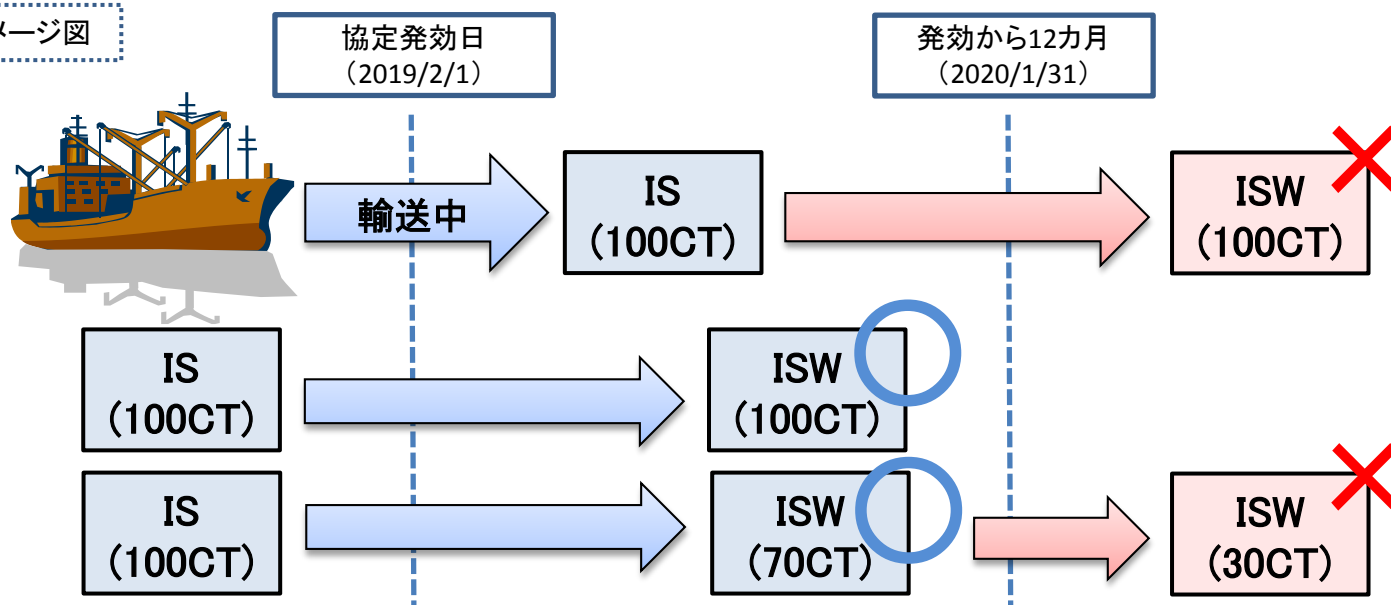 メージ図
協定発効日
（2019/2/1）
発効から12カ月
（2020/1/31）
輸送中
IS
(100CT)
ISW
(100CT)
IS
(100CT)
ISW
(100CT)
IS
(100CT)
ISW
(70CT)
ISW
(30CT)